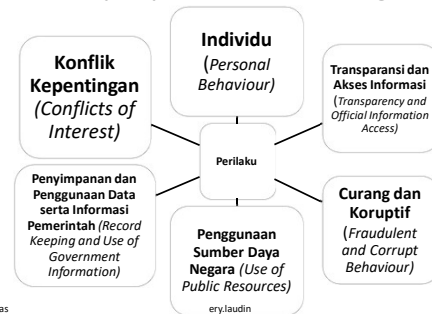 Individu
(Personal
Behaviour)
Konflik
Kepentingan
(Conflicts of
Interest)
Transparansi dan
Akses Informasi
(Transparency and
Official Information
Access)
Perilaku
Penyimpanan dan
Penggunaan Data
serta Informasi
Pemerintah (Record
Keeping and Use of
Government
Information)
Curang dan
Koruptif
(Fraudulent
and Corrupt
Behaviour)
Penggunaan
Sumber Daya
Negara (Use of
Public Resources)
as
ery.laudin